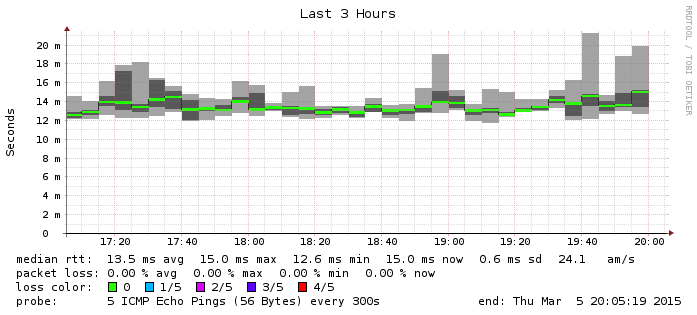 Last 3 Hours
RRDTOOL / TOBI OETIKER
Seconds
20 m
18 m
16 m
14 m
12 m
10 m
8 m
6 m
4 m
2 m
0
17:20 17:40 18:00 18:20 18:40 19:00 19:20 19:40 20:00
median rtt: 13.5 ms avg 15.0 ms max 12.6 ms min 15.0 ms now 0.6 ms sd 24.1 am/s
packet loss: 0.00 % avg 0.00 % max 0.00 % min 0.00 % now
loss color: 0 1/5 2/5 3/5 4/5
probe: 5 ICMP Echo Pings (56 Bytes) every 300s end: Thu Mar 5 20:05:19 2015